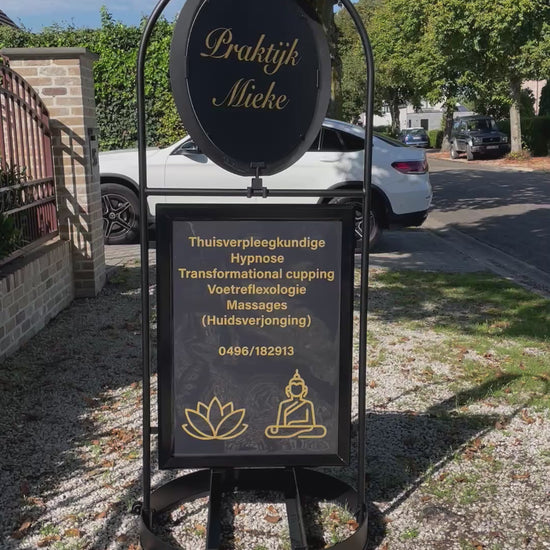 Praktijk
Mieke
Thuisverpleegkundige
Hypnose
Transformational cupping
Voetreflexologie
Massages
(Huidsverjonging)
0496/182913